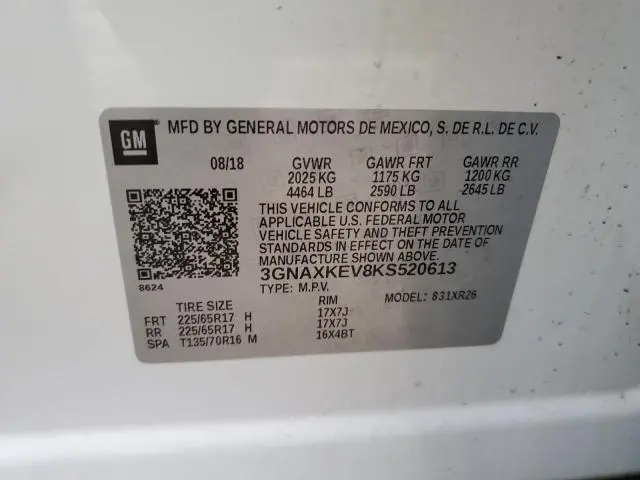 GM
MFD BY GENERAL MOTORS DE MEXICO, S. DE R.L. DE C.V.
08/18 GVWR GAWR FRT GAWR RR
2025 KG 1175 KG 1200 KG
4464 LB 2590 LB 2645 LB
THIS VEHICLE CONFORMS TO ALL
APPLICABLE U.S. FEDERAL MOTOR
VEHICLE SAFETY AND THEFT PREVENTION
STANDARDS IN EFFECT ON THE DATE OF
MANUFACTURE SHOWN ABOVE.
3GNAXKEV8KS520613
8624
TYPE: M.P.V. MODEL: 831XR26
TIRE SIZE RIM
FRT 225/65R17 H 17X7J
RR 225/65R17 H 17X7J
SPA T135/70R16 M 16X4BT